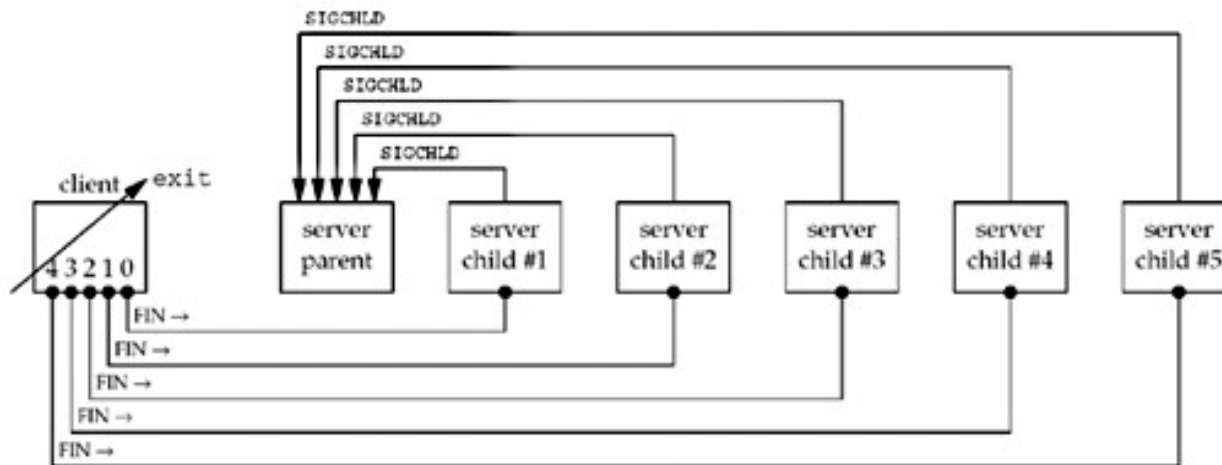 SIGCHLD
SIGCHLD
SIGCHLD
SIGCHLD
SIGCHLD
client
exit
4 3 2 1 0
server
parent
server
child #1
server
child #2
server
child #3
server
child #4
server
child #5
FIN →
FIN →
FIN →
FIN →
FIN →